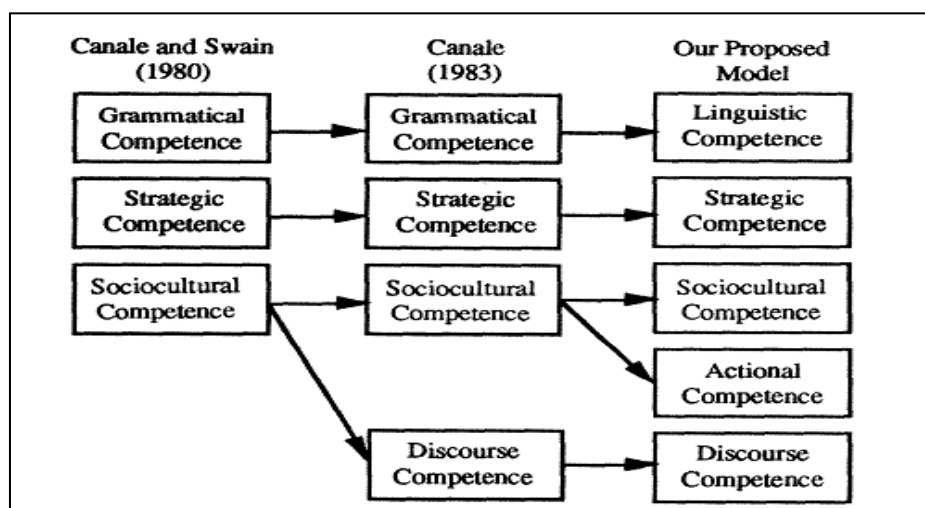 Canale and Swain
(1980)
Canale
(1983)
Our Proposed
Model
Grammatical
Competence
Grammatical
Competence
Linguistic
Competence
Strategic
Competence
Strategic
Competence
Strategic
Competence
Sociocultural
Competence
Sociocultural
Competence
Sociocultural
Competence
Actional
Competence
Discourse
Competence
Discourse
Competence